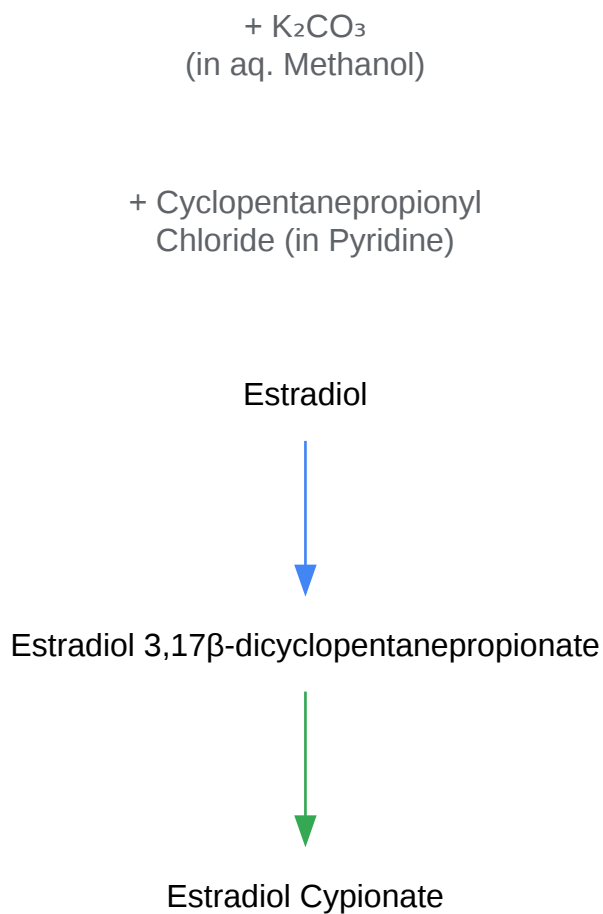 + K₂CO₃
(in aq. Methanol)
+ Cyclopentanepropionyl
Chloride (in Pyridine)
Estradiol
Estradiol 3,17β-dicyclopentanepropionate
Estradiol Cypionate